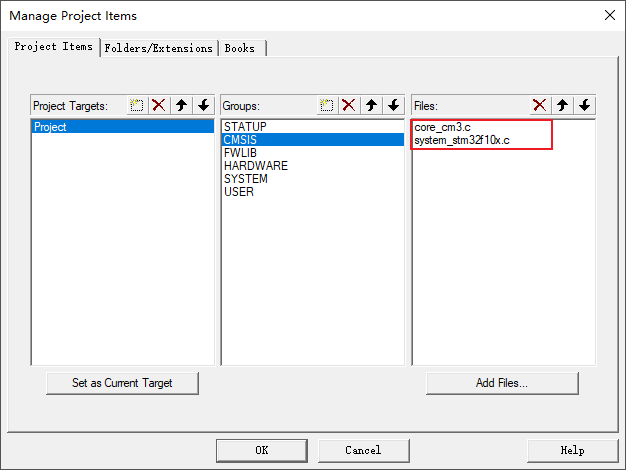 Manage Project Items
Project Items
Folders/Extensions
Books
Project Targets:
Groups:
Files:
Project
STATUP
CMSIS
FWLIB
HARDWARE
SYSTEM
USER
core_cm3.c
system_stm32f10x.c
Set as Current Target
Add Files...
OK
Cancel
Help